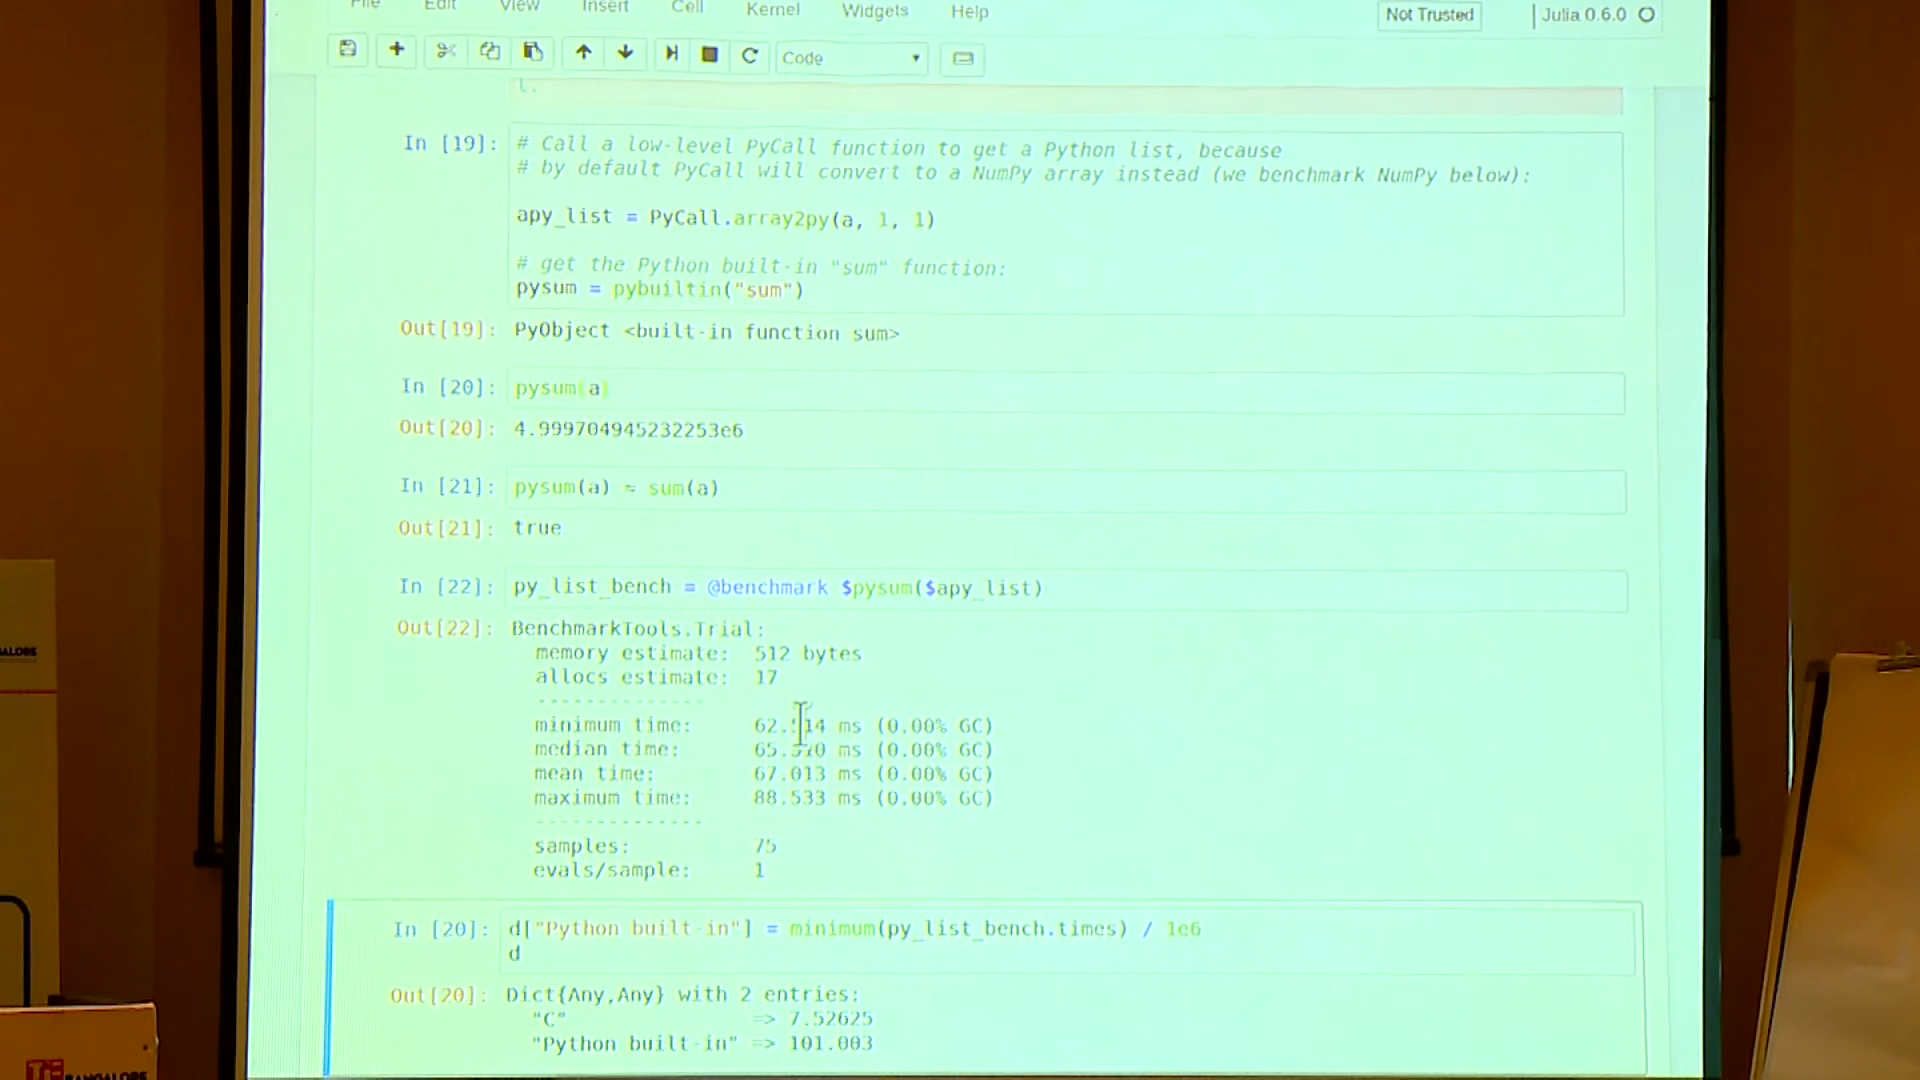 File Edit View Insert Cell Kernel Widgets Help
Not Trusted
Julia 0.6.0
Code
In [19]:
# Call a low-level PyCall function to get a Python list, because
# by default PyCall will convert to a NumPy array instead (we benchmark NumPy below):
apy_list = PyCall.array2py(a, 1, 1)
# get the Python built-in "sum" function:
pysum = pybuiltin("sum")
Out[19]: PyObject <built-in function sum>
In [20]: pysum(a)
Out[20]: 4.999704945232253e6
In [21]: pysum(a) ≈ sum(a)
Out[21]: true
In [22]: py_list_bench = @benchmark $pysum($apy_list)
Out[22]: BenchmarkTools.Trial:
memory estimate: 512 bytes
allocs estimate: 17
--------------
minimum time: ms (0.00% GC)
median time: ms (0.00% GC)
mean time: 67.013 ms (0.00% GC)
maximum time: 88.533 ms (0.00% GC)
--------------
samples: 75
evals/sample: 1
In [20]: d["Python built-in"] = minimum(py_list_bench.times) / 1e6
d
Out[20]: Dict{Any,Any} with 2 entries:
"C" => 7.52625
"Python built-in" => 101.003
BANGALORE